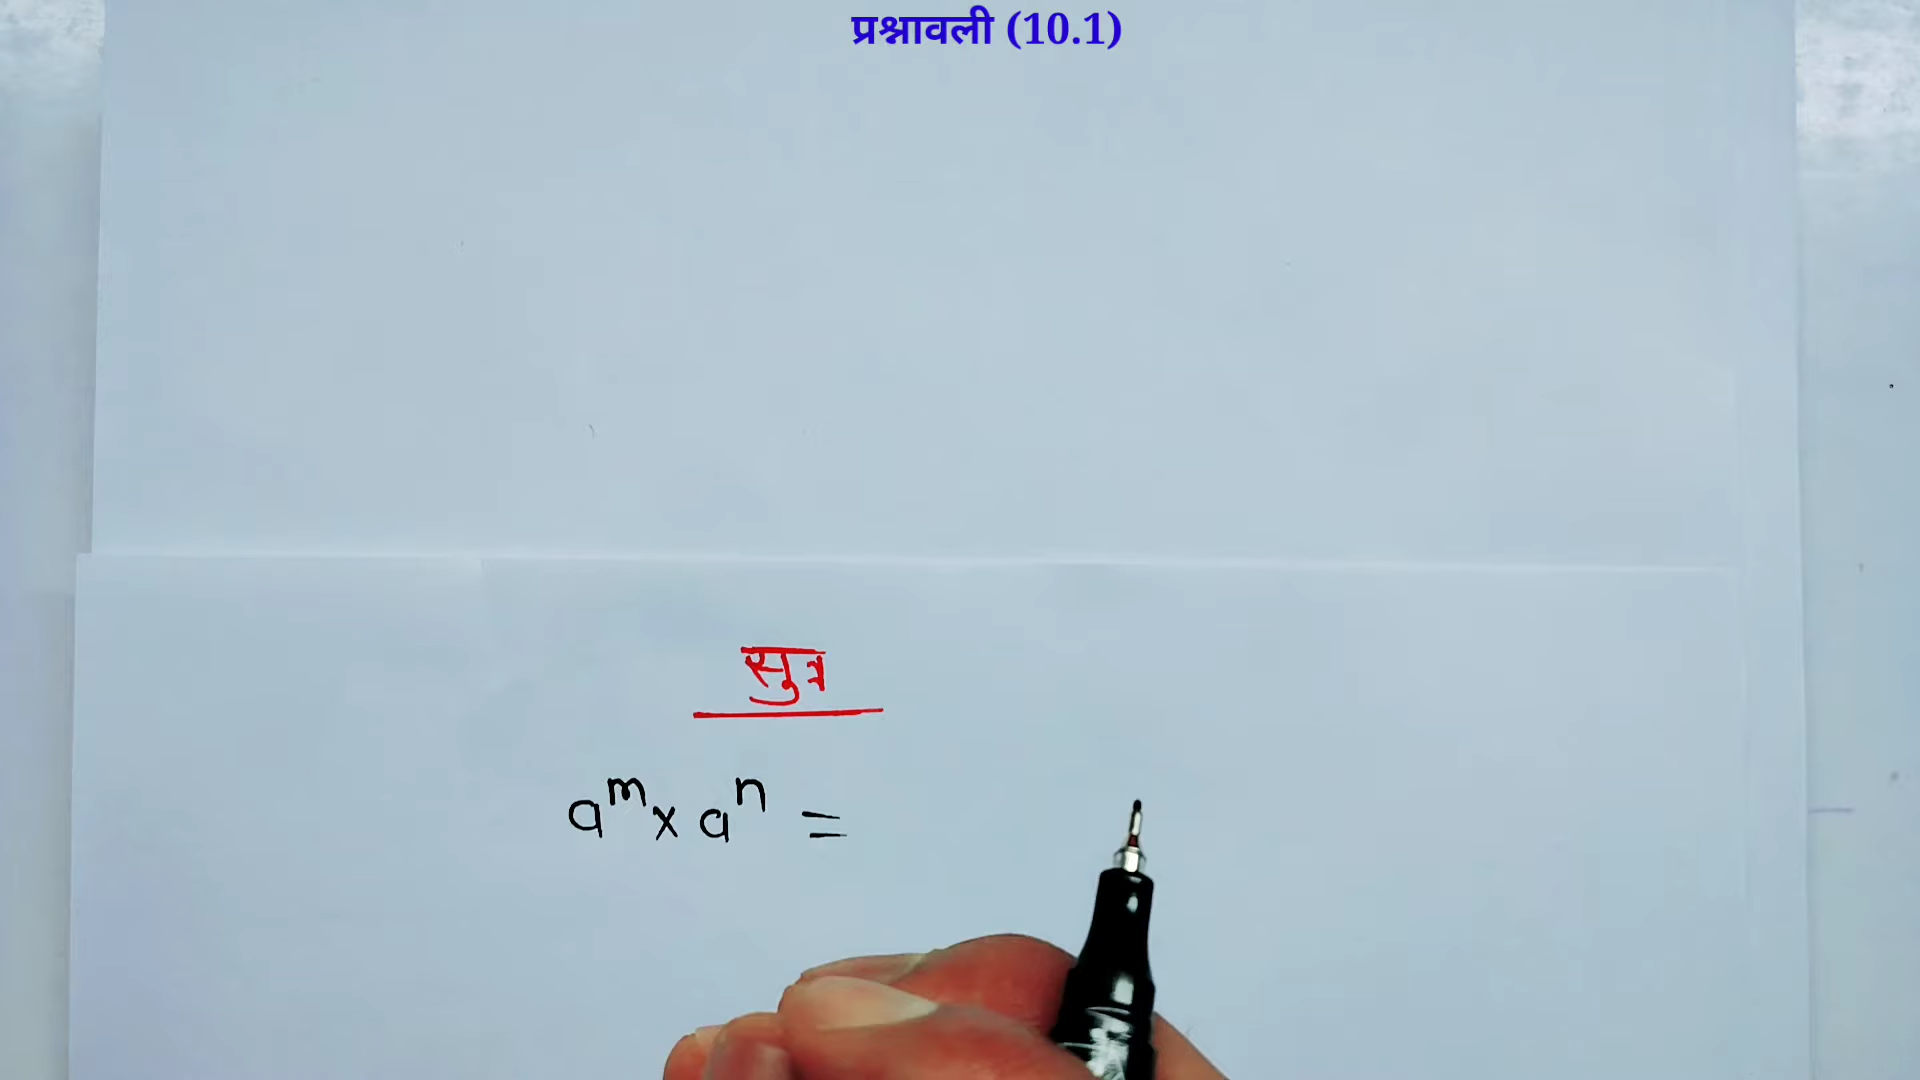 प्रश्नावली (10.1)
सुत्र
a^m × a^n =